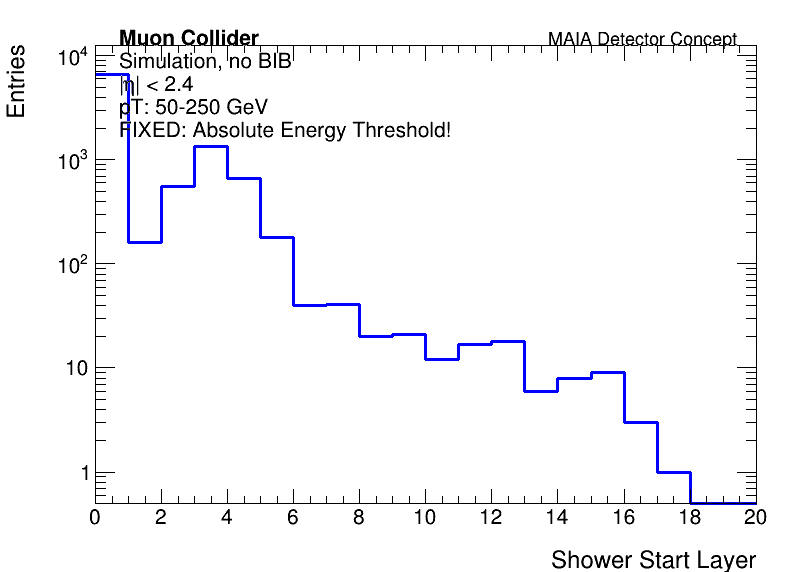 Muon Collider
MAIA Detector Concept
Simulation, no BIB
|η| < 2.4
pT: 50-250 GeV
FIXED: Absolute Energy Threshold!
Entries
10⁴
10³
10²
10
1
0 2 4 6 8 10 12 14 16 18 20
Shower Start Layer